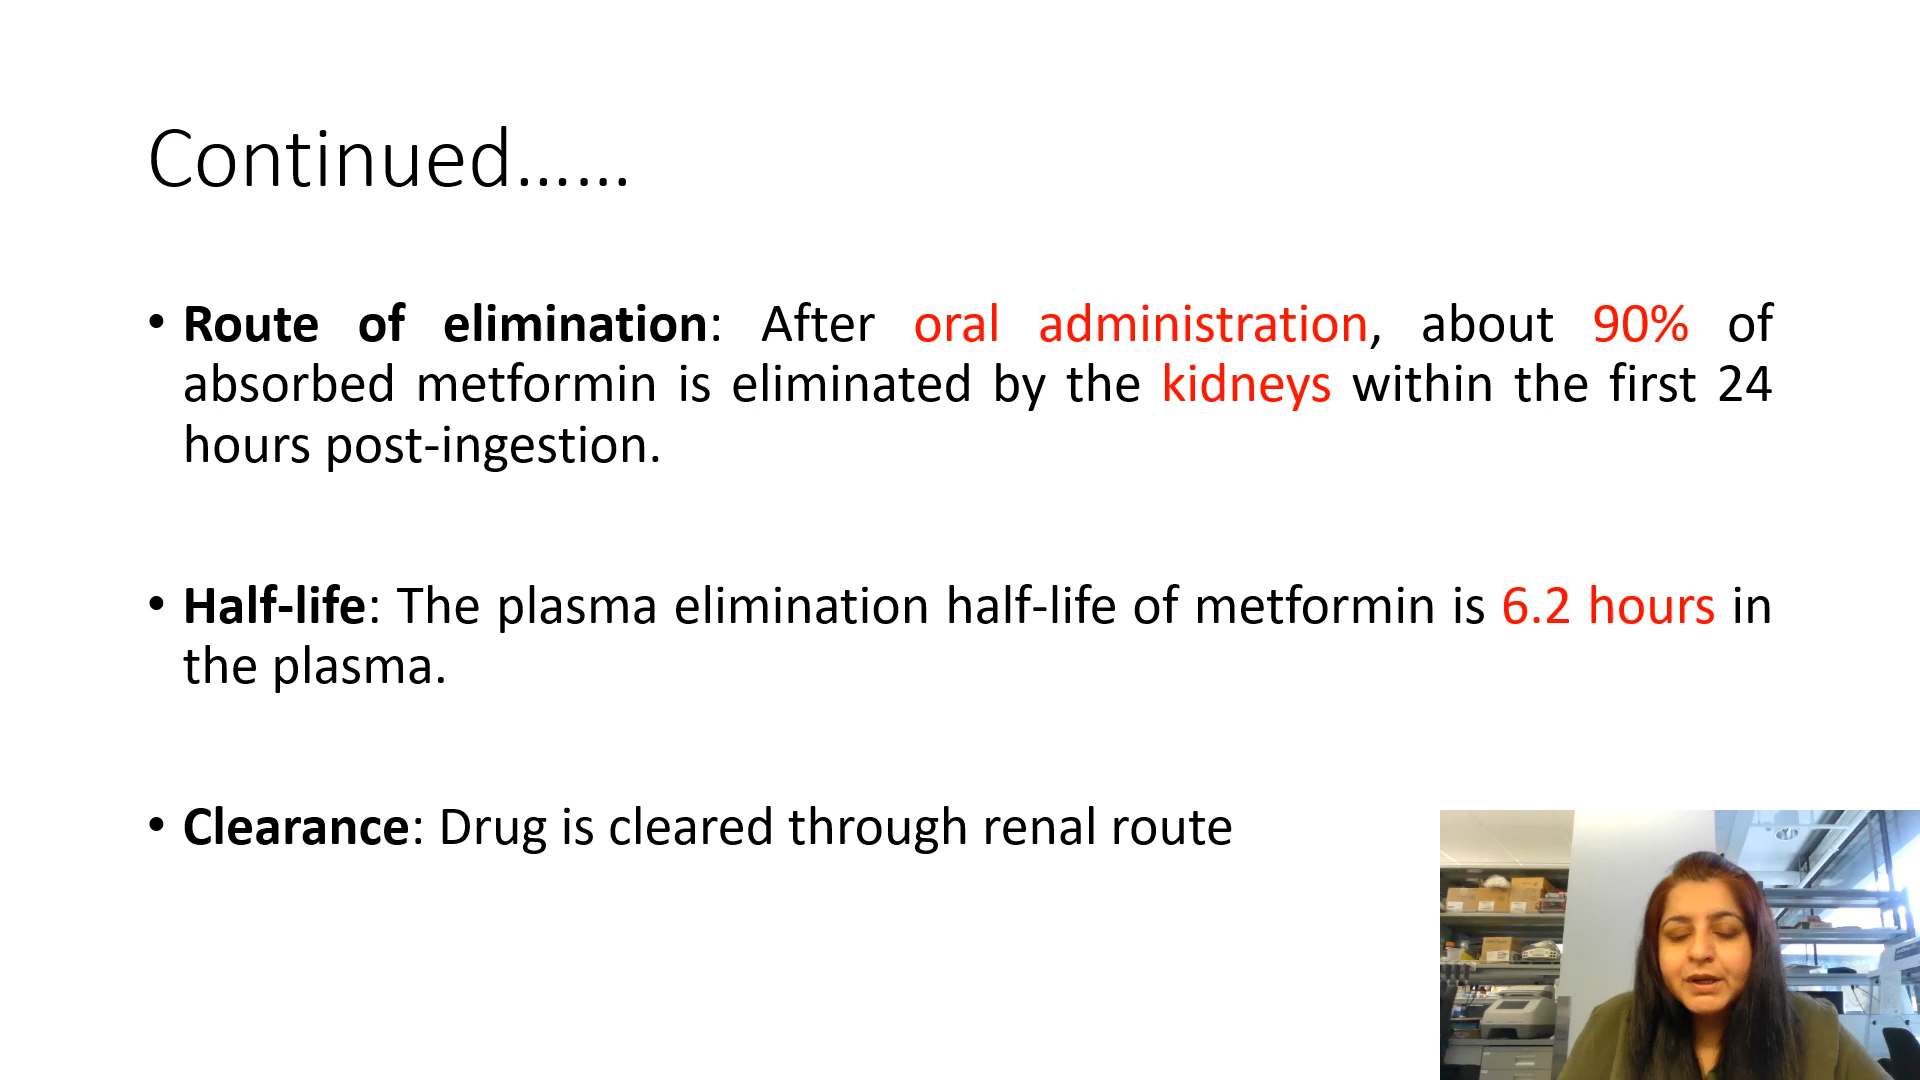 Continued......
• Route of elimination: After oral administration, about 90% of
absorbed metformin is eliminated by the kidneys within the first 24
hours post-ingestion.
• Half-life: The plasma elimination half-life of metformin is 6.2 hours in
the plasma.
• Clearance: Drug is cleared through renal route